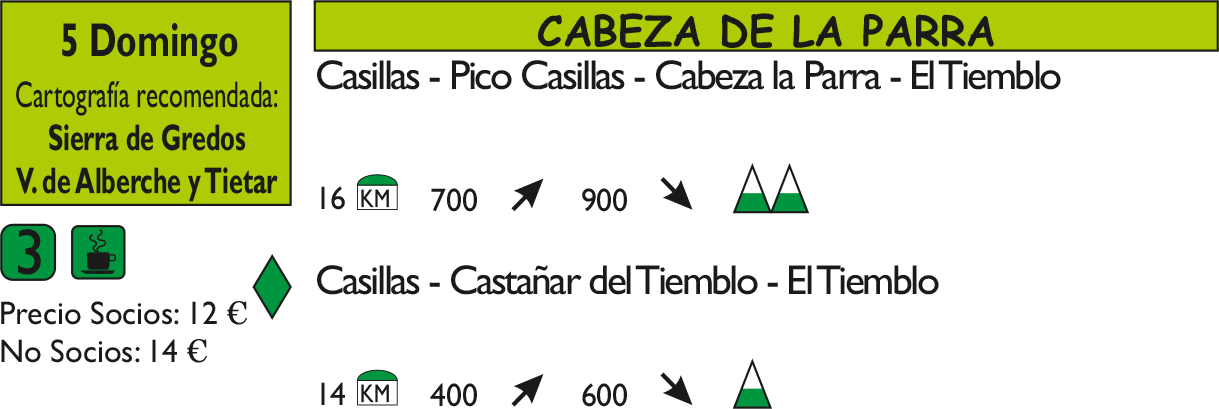 5 Domingo
Cartografía recomendada:
Sierra de Gredos
V. de Alberche y Tietar
3
Precio Socios: 12 €
No Socios: 14 €
CABEZA DE LA PARRA
Casillas - Pico Casillas - Cabeza la Parra - El Tiemblo
16 KM 700 900
Casillas - Castañar del Tiemblo - El Tiemblo
14 KM 400 600